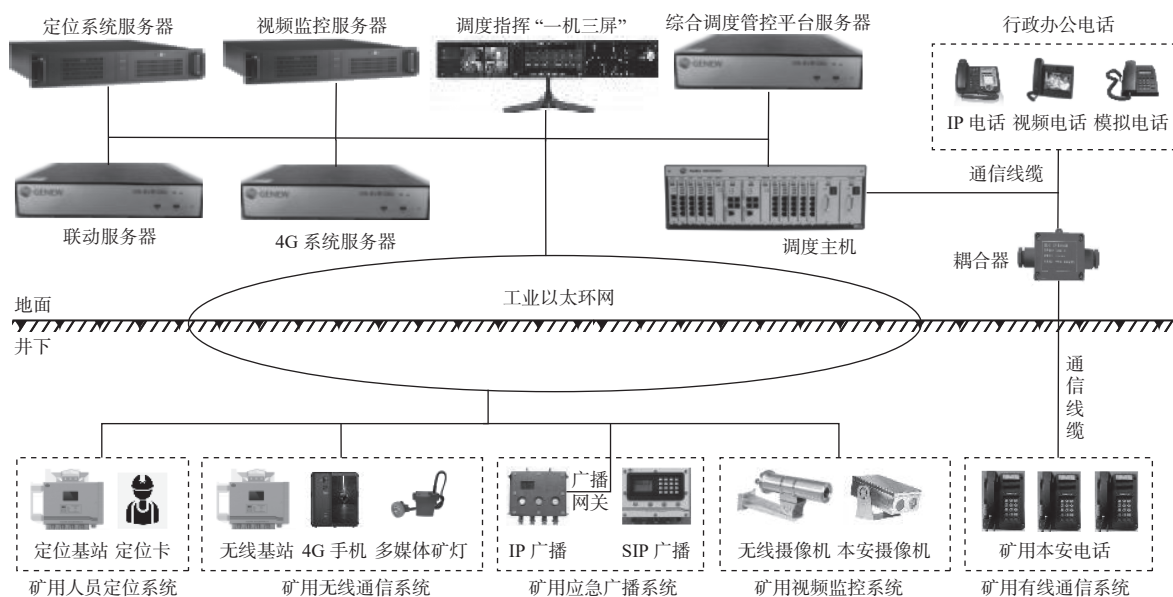 定位系统服务器
视频监控服务器
调度指挥“一机三屏”
综合调度管控平台服务器
行政办公电话
GENEW
IP 电话 视频电话 模拟电话
通信线缆
GENEW
GENEW
联动服务器
4G 系统服务器
调度主机
耦合器
地面
工业以太环网
井下
通信线缆
广播
网关
定位基站 定位卡
无线基站 4G 手机 多媒体矿灯
IP 广播
SIP 广播
无线摄像机 本安摄像机
矿用本安电话
矿用人员定位系统
矿用无线通信系统
矿用应急广播系统
矿用视频监控系统
矿用有线通信系统